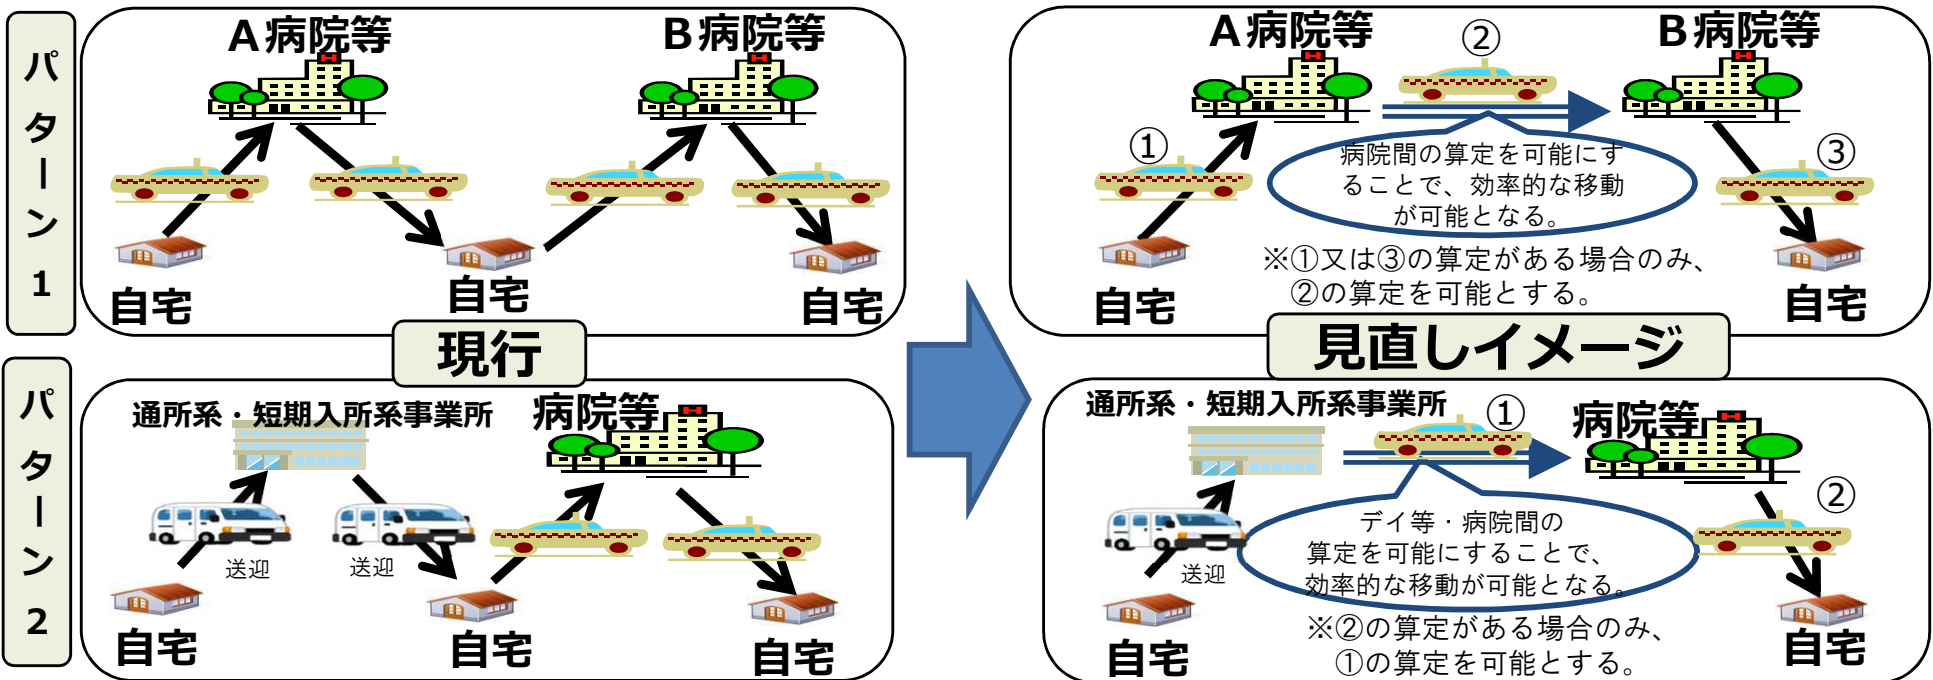 パターン1
A病院等
B病院等
自宅
自宅
自宅
現行
パターン2
通所系・短期入所系事業所
病院等
送迎
送迎
自宅
自宅
自宅
A病院等
②
B病院等
①
病院間の算定を可能にす
ることで、効率的な移動
が可能となる。
③
※①又は③の算定がある場合のみ、
②の算定を可能とする。
自宅
自宅
見直しイメージ
通所系・短期入所系事業所
①
病院等
②
デイ等・病院間の
算定を可能にすることで、
効率的な移動が可能となる。
送迎
※②の算定がある場合のみ、
①の算定を可能とする。
自宅
自宅